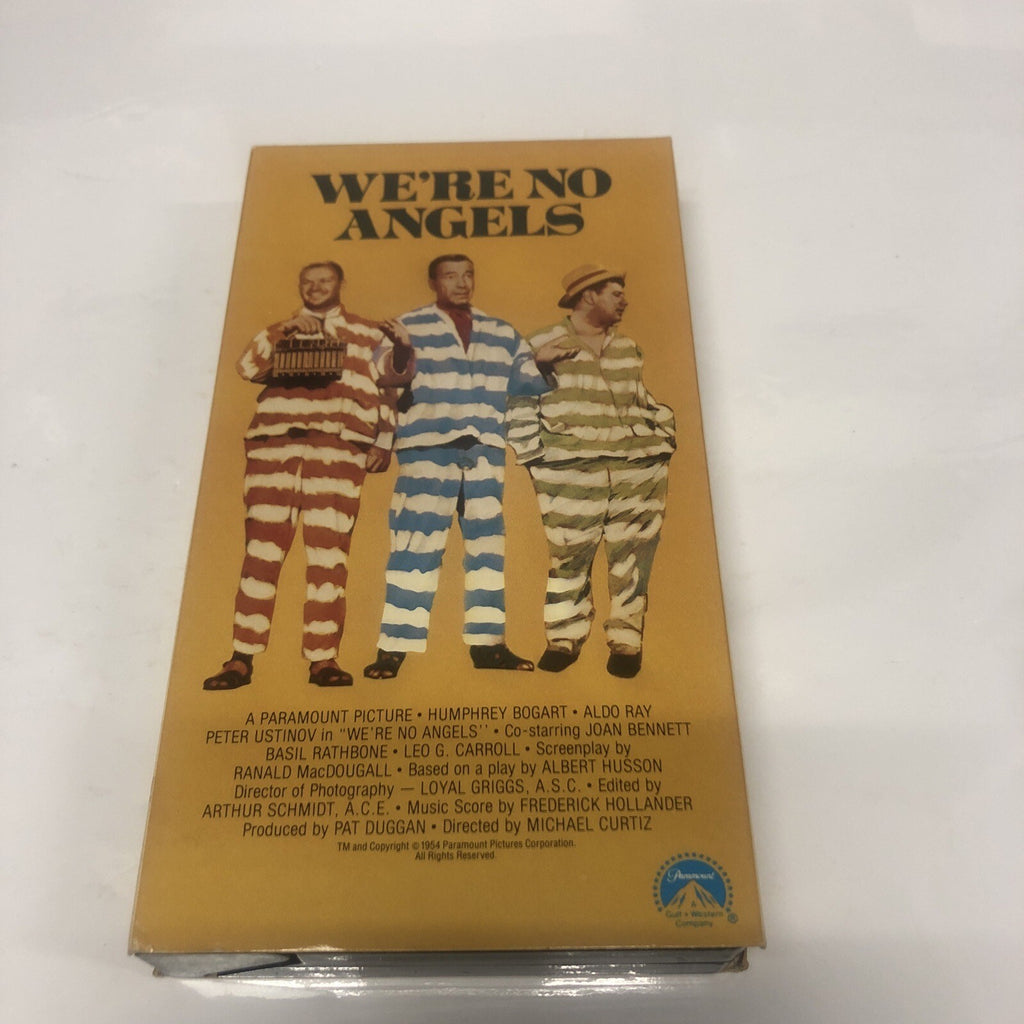 WE'RE NO
ANGELS
A PARAMOUNT PICTURE • HUMPHREY BOGART • ALDO RAY
PETER USTINOV in "WE'RE NO ANGELS'' • Co-starring JOAN BENNETT
BASIL RATHBONE • LEO G. CARROLL • Screenplay by
RANALD MacDOUGALL • Based on a play by ALBERT HUSSON
Director of Photography — LOYAL GRIGGS, A.S.C. • Edited by
ARTHUR SCHMIDT, A.C.E. • Music Score by FREDERICK HOLLANDER
Produced by PAT DUGGAN • Directed by MICHAEL CURTIZ
TM and Copyright © 1954 Paramount Pictures Corporation.
All Rights Reserved.
Paramount
A
Gulf + Western
Company
®